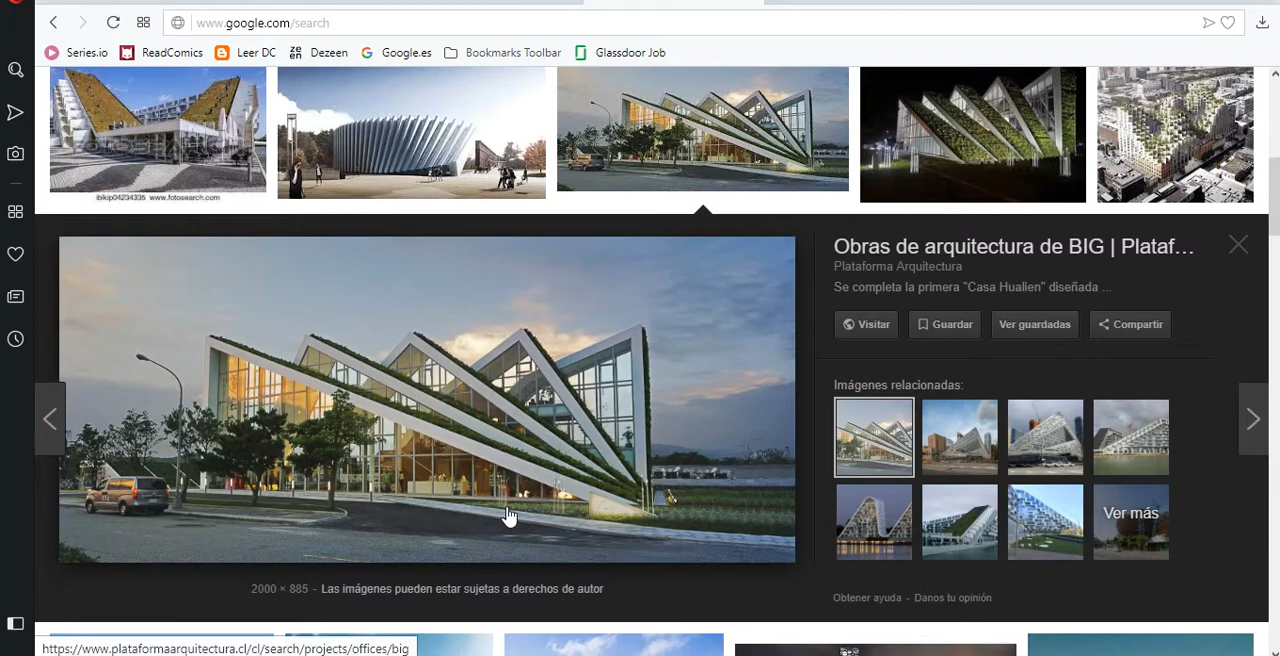 www.google.com/search
Series.io ReadComics Leer DC Dezeen Google.es Bookmarks Toolbar Glassdoor Job
FOTOSEARCH
iblkip04234335 www.fotosearch.com
Obras de arquitectura de BIG | Plataf...
Plataforma Arquitectura
Se completa la primera "Casa Hualien" diseñada ...
Visitar Guardar Ver guardadas Compartir
Imágenes relacionadas:
Ver más
2000 × 885 - Las imágenes pueden estar sujetas a derechos de autor
Obtener ayuda - Danos tu opinión
https://www.plataformaarquitectura.cl/cl/search/projects/offices/big